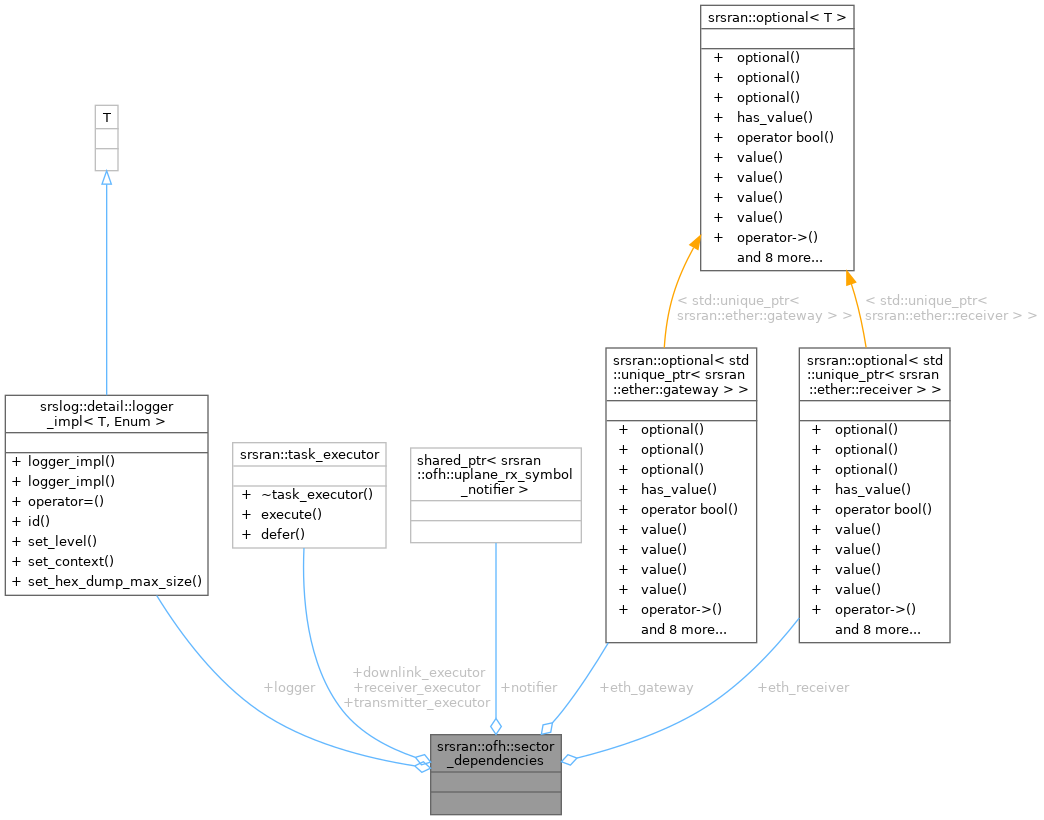 srsran::optional< T >
+ optional()
+ optional()
+ optional()
+ has_value()
+ operator bool()
+ value()
+ value()
+ value()
+ value()
+ operator->()
and 8 more...
T
< std::unique_ptr<
srsran::ether::gateway > >
< std::unique_ptr<
srsran::ether::receiver > >
srslog::detail::logger
_impl< T, Enum >
+ logger_impl()
+ logger_impl()
+ operator=()
+ id()
+ set_level()
+ set_context()
+ set_hex_dump_max_size()
srsran::task_executor
+ ~task_executor()
+ execute()
+ defer()
shared_ptr< srsran
::ofh::uplane_rx_symbol
_notifier >
srsran::optional< std
::unique_ptr< srsran
::ether::gateway > >
+ optional()
+ optional()
+ optional()
+ has_value()
+ operator bool()
+ value()
+ value()
+ value()
+ value()
+ operator->()
and 8 more...
srsran::optional< std
::unique_ptr< srsran
::ether::receiver > >
+ optional()
+ optional()
+ optional()
+ has_value()
+ operator bool()
+ value()
+ value()
+ value()
+ value()
+ operator->()
and 8 more...
+logger
+downlink_executor
+receiver_executor
+transmitter_executor
+notifier
+eth_gateway
+eth_receiver
srsran::ofh::sector
_dependencies